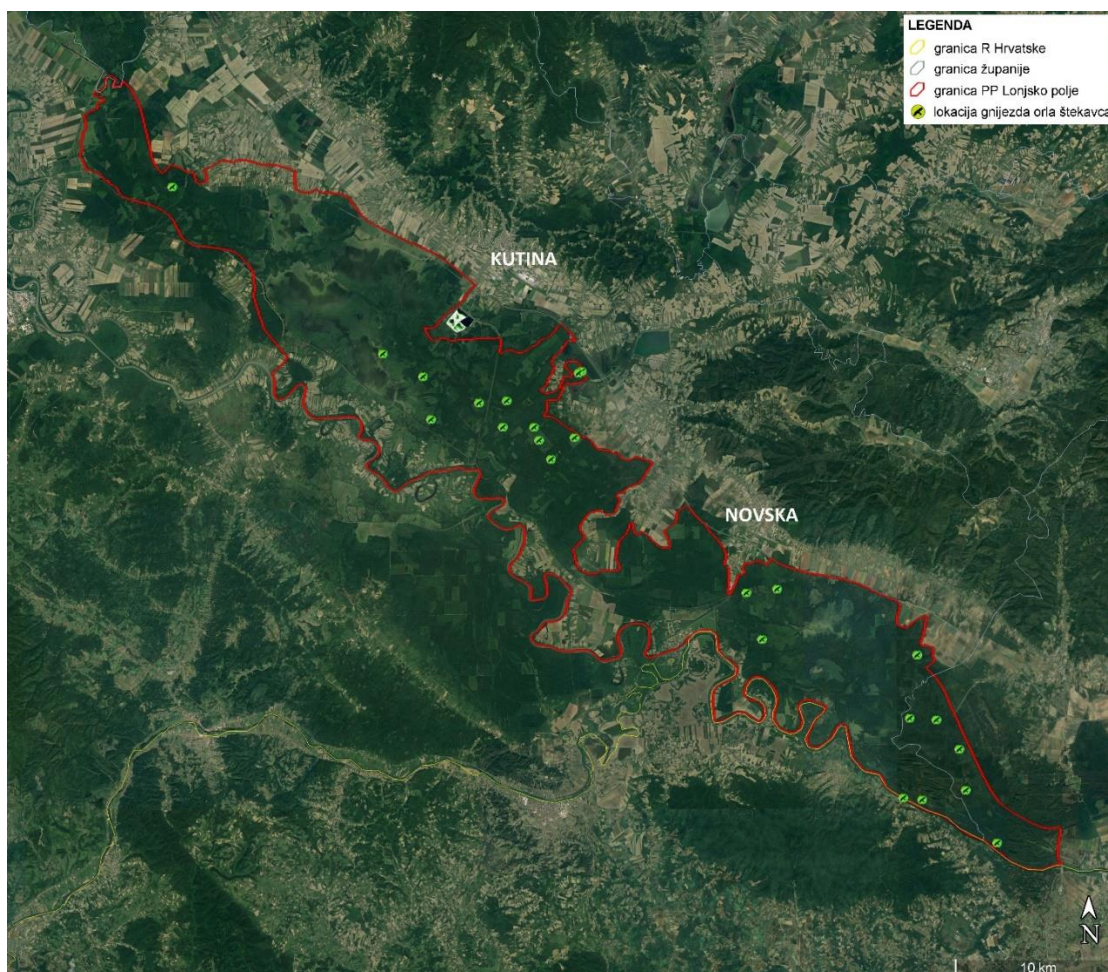 LEGENDA
granica R Hrvatske
granica županije
granica PP Lonjsko polje
lokacija gnijezda orla štekavca
KUTINA
NOVSKA
N
10 km